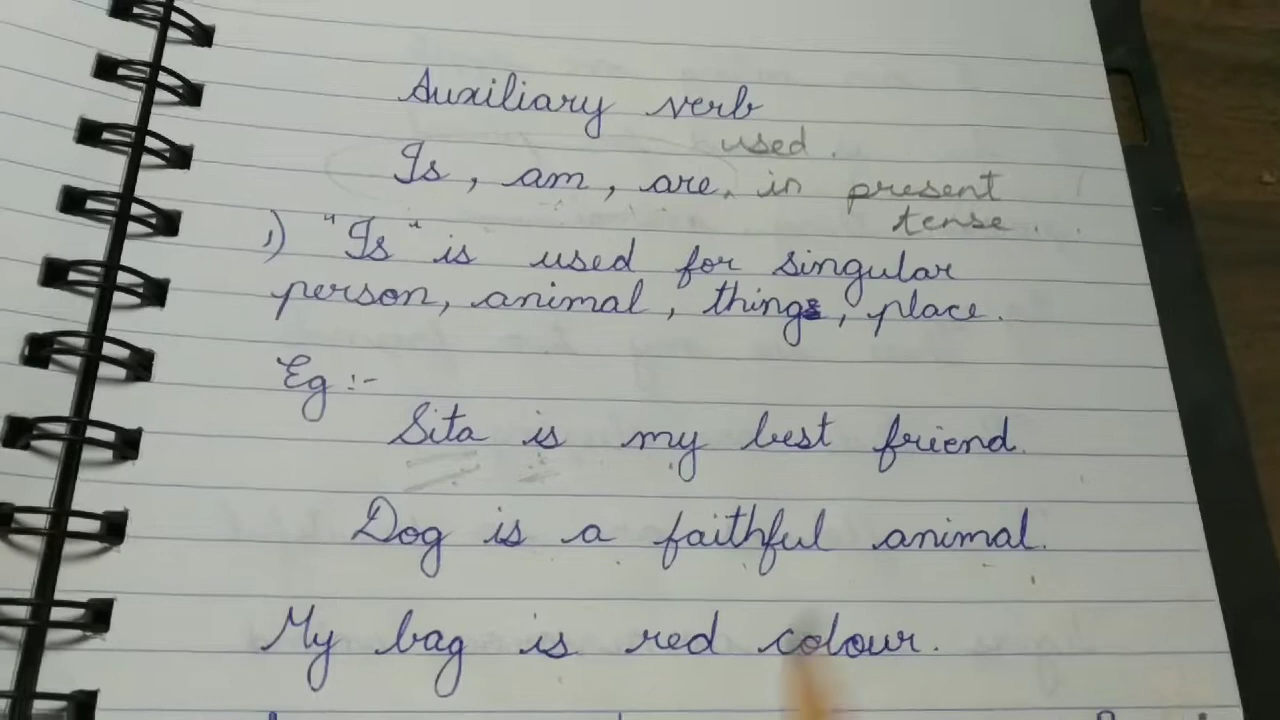 Auxiliary verb
used.
Is, am, are, in present
tense..
1) "Is" is used for singular
person, animal, thing, place.
Eg :-
Sita is my best friend.
Dog is a faithful animal.
My bag is red colour.